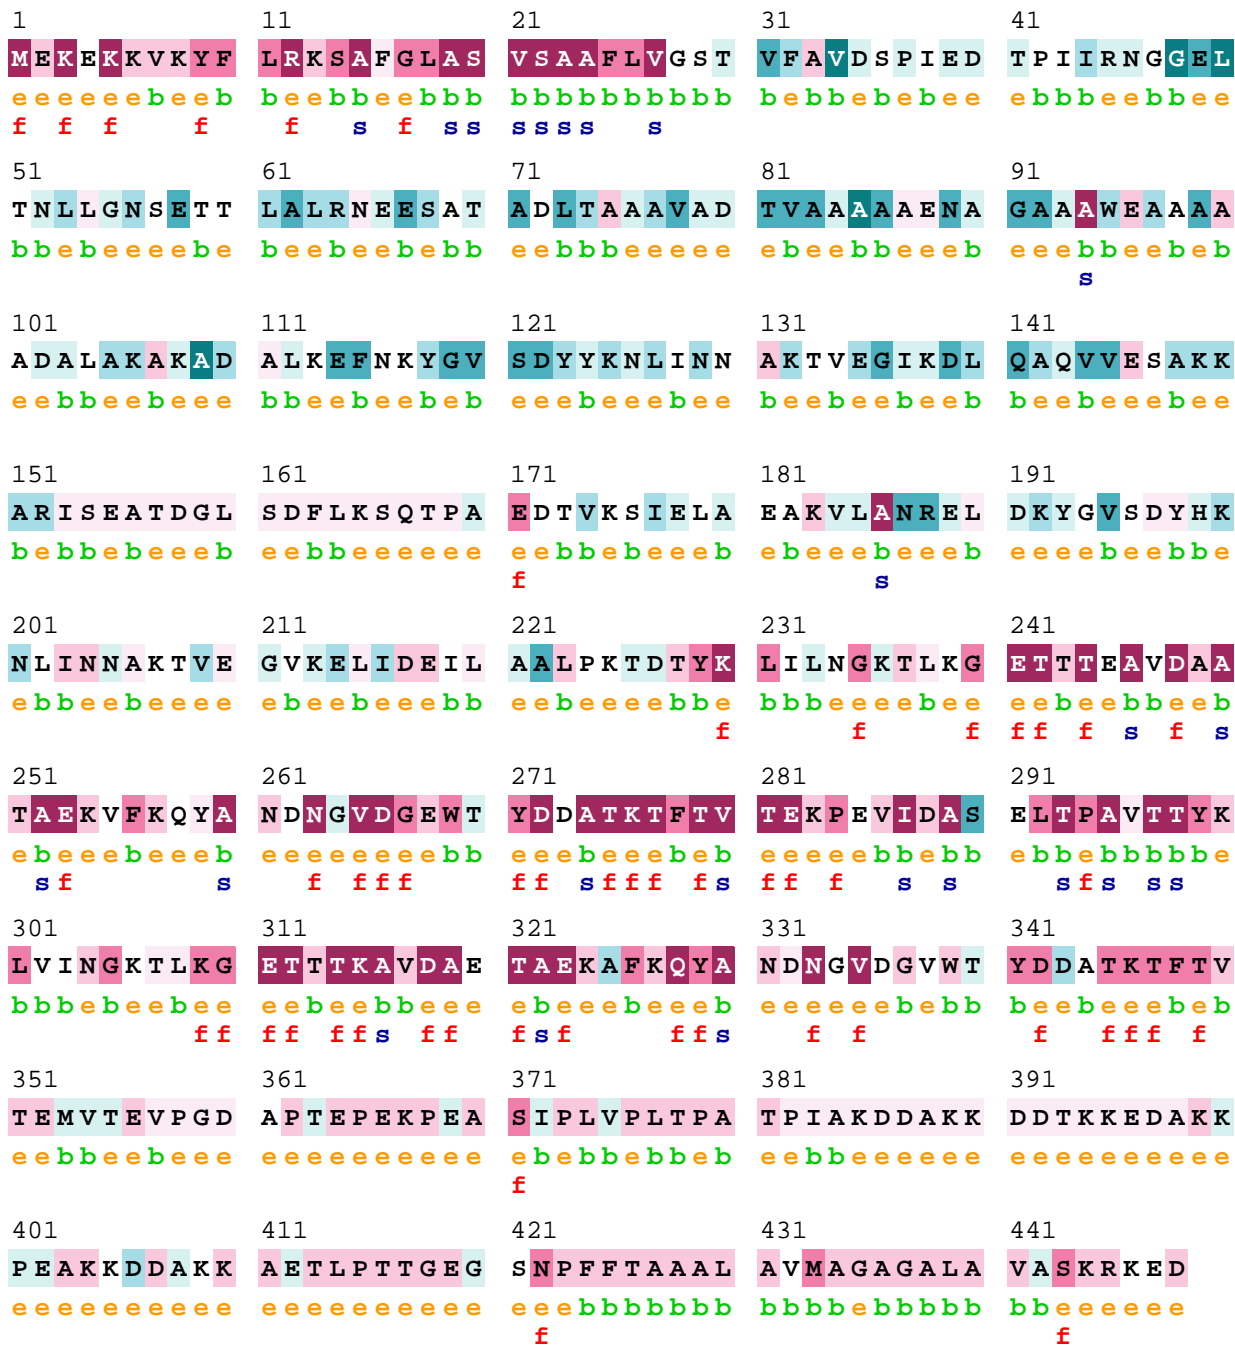 1 11 21 31 41
MEKEKKVKYF LRKSAFGLAS VSAAFLVGST VFAVDSPIED TPIIRNGGEL
eeeeeebeeb beebbeebbb bbbbbbbbbb bebbebebee ebbbeebbee
f f f f f s f ss ssss s
51 61 71 81 91
TNLLGNSETT LALRNEESAT ADLTAAAVAD TVAAAAAENA GAAAWEAAAA
bbebeeeebe beebeebebb eebbbeeeee ebeebbeeeb eeebbeebeb
s
101 111 121 131 141
ADALAKAKAD ALKEFNKYGV SDYYKNLINN AKTVEGIKDL QAQVVESAKK
eebbeebeee bbeebeebeb eeebeeebee beebeebeeb beebeeebee
151 161 171 181 191
ARISEATDGL SDFLKSQTPA EDTVKSIELA EAKVLANREL DKYGVSDYHK
bebbebeeeb eebbeeeeee eebbebeeeb ebeeebeeeb eeeebeebbe
f s
201 211 221 231 241
NLINNAKTVE GVKELIDEIL AALPKTDTYK LILNGKTLKG ETTTEAVDAA
ebbeebeeee ebeebeeebb eebeeeebbe bbbeeeebee eebeebbeeb
f f f ff f s f s
251 261 271 281 291
TAEKVFKQYA NDNGVDGEWT YDDATKTFTV TEKPEVIDAS ELTPAVTTYK
ebeeebeeeb eeeeeeeebb eeebeeebeb eeeeebbebb ebbebbbbbe
sf s f fff ff sfff fs ff f s s sfs ss
301 311 321 331 341
LVINGKTLKG ETTTKAVDAE TAEKAFKQYA NDNGVDGVWT YDDATKTFTV
bbbebeebee eebeebbeee ebeeebeeeb eeeeeebebb beebeeebeb
ff ff ffs ff fsf ffs f f f fff f
351 361 371 381 391
TEMVTEVPGD APTEPEKPEA SIPLVPLTPA TPIAKDDAKK DDTKKEDAKK
eebbeebeee eeeeeeeeee ebebbebbeb eebbeeeeee eeeeeeeeee
f
401 411 421 431 441
PEAKKDDAKK AETLPTTGEG SNPFFTAAAL AVMAGAGALA VASKRKED
eeeeeeeeee eeeeeeeeee eeebbbbbbb bbbbebbbbb bbeeeeee
f f